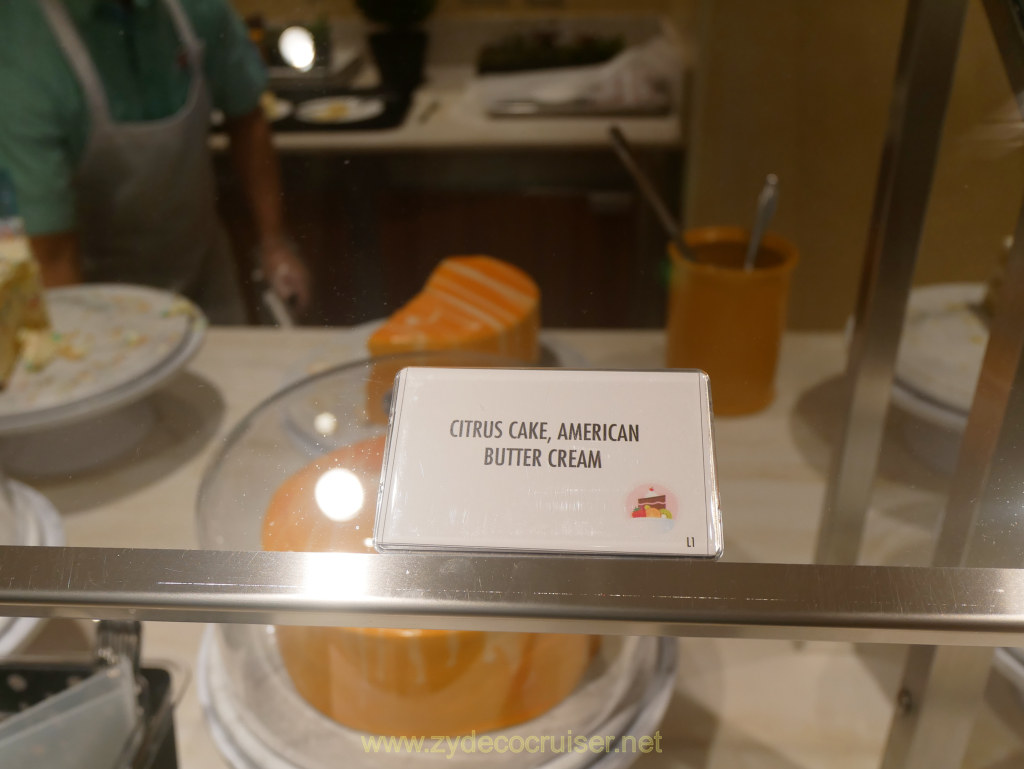 CITRUS CAKE, AMERICAN
BUTTER CREAM
L1
www.zydecocruiser.net